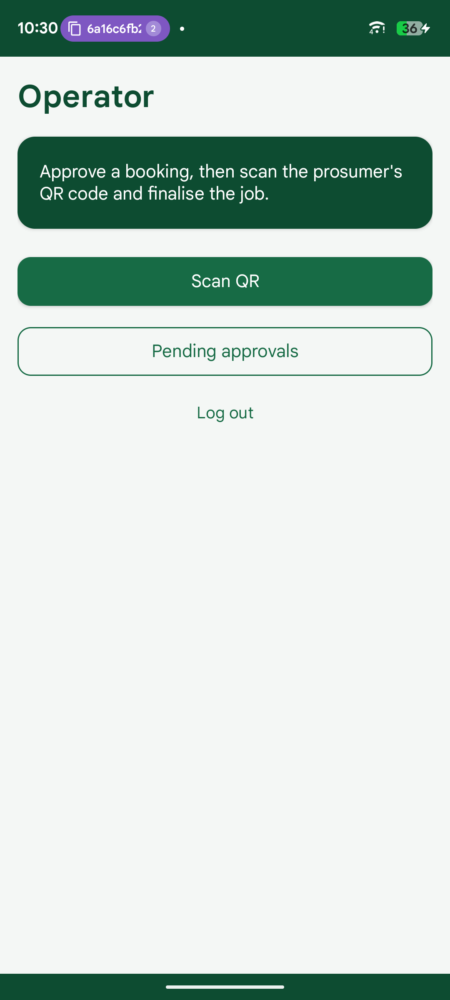 10:30
2
4
36
Operator
Approve a booking, then scan the prosumer's
QR code and finalise the job.
Scan QR
Pending approvals
Log out